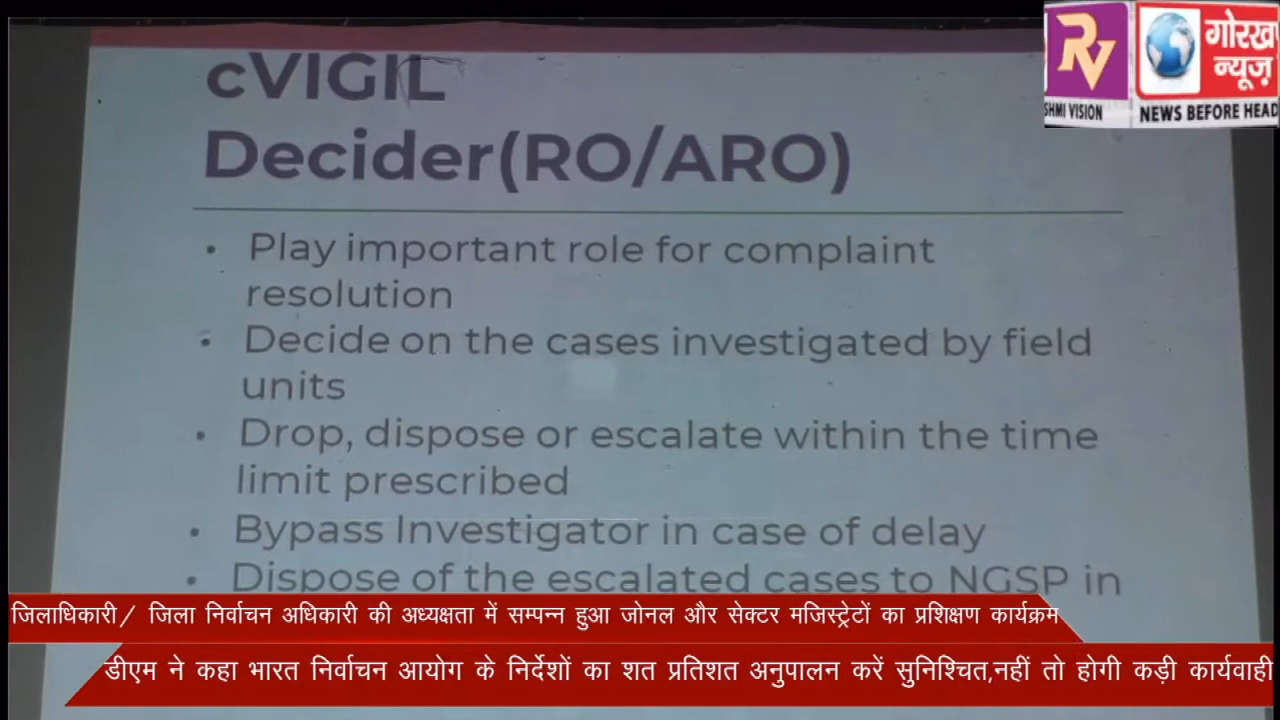 RV
SHMI VISION
गोरख
न्यूज़
NEWS BEFORE HEAD
cVIGIL
Decider(RO/ARO)
• Play important role for complaint
resolution
• Decide on the cases investigated by field
units
• Drop, dispose or escalate within the time
limit prescribed
• Bypass Investigator in case of delay
• Dispose of the escalated cases to NGSP in
जिलाधिकारी/ जिला निर्वाचन अधिकारी की अध्यक्षता में सम्पन्न हुआ जोनल और सेक्टर मजिस्ट्रेटों का प्रशिक्षण कार्यक्रम
डीएम ने कहा भारत निर्वाचन आयोग के निर्देशों का शत प्रतिशत अनुपालन करें सुनिश्चित,नहीं तो होगी कड़ी कार्यवाही